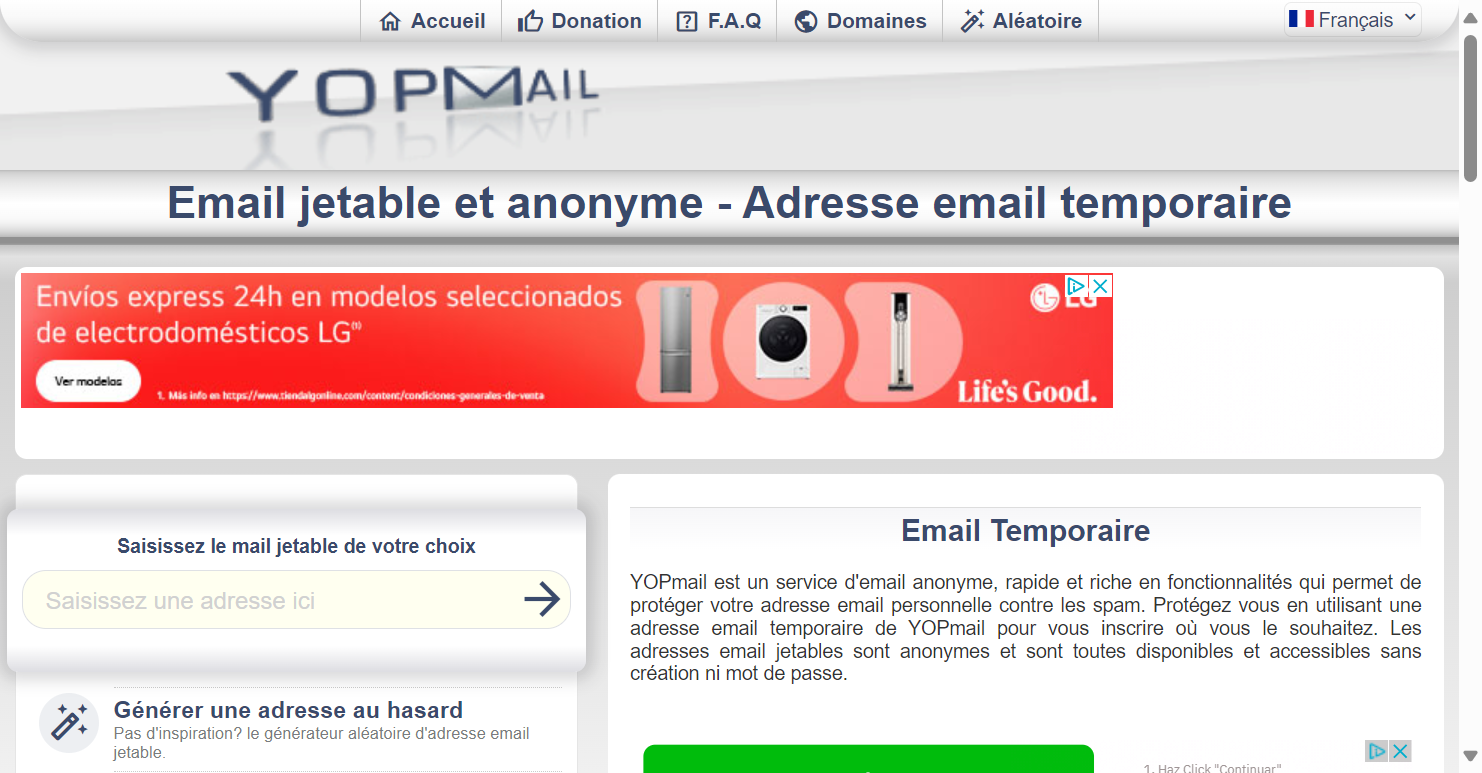 Accueil
Donation
F.A.Q
Domaines
Aléatoire
Français
YOPMAIL
Email jetable et anonyme - Adresse email temporaire
Envíos express 24h en modelos seleccionados
de electrodomésticos LG(1)
Ver modelos
1. Más info en https://www.tiendalgonline.com/content/condiciones-generales-de-venta
LG
Life's Good.
Saisissez le mail jetable de votre choix
Saisissez une adresse ici
Générer une adresse au hasard
Pas d'inspiration? le générateur aléatoire d'adresse email
jetable.
Email Temporaire
YOPmail est un service d'email anonyme, rapide et riche en fonctionnalités qui permet de
protéger votre adresse email personnelle contre les spam. Protégez vous en utilisant une
adresse email temporaire de YOPmail pour vous inscrire où vous le souhaitez. Les
adresses email jetables sont anonymes et sont toutes disponibles et accessibles sans
création ni mot de passe.
1. Haz Click "Continuar"